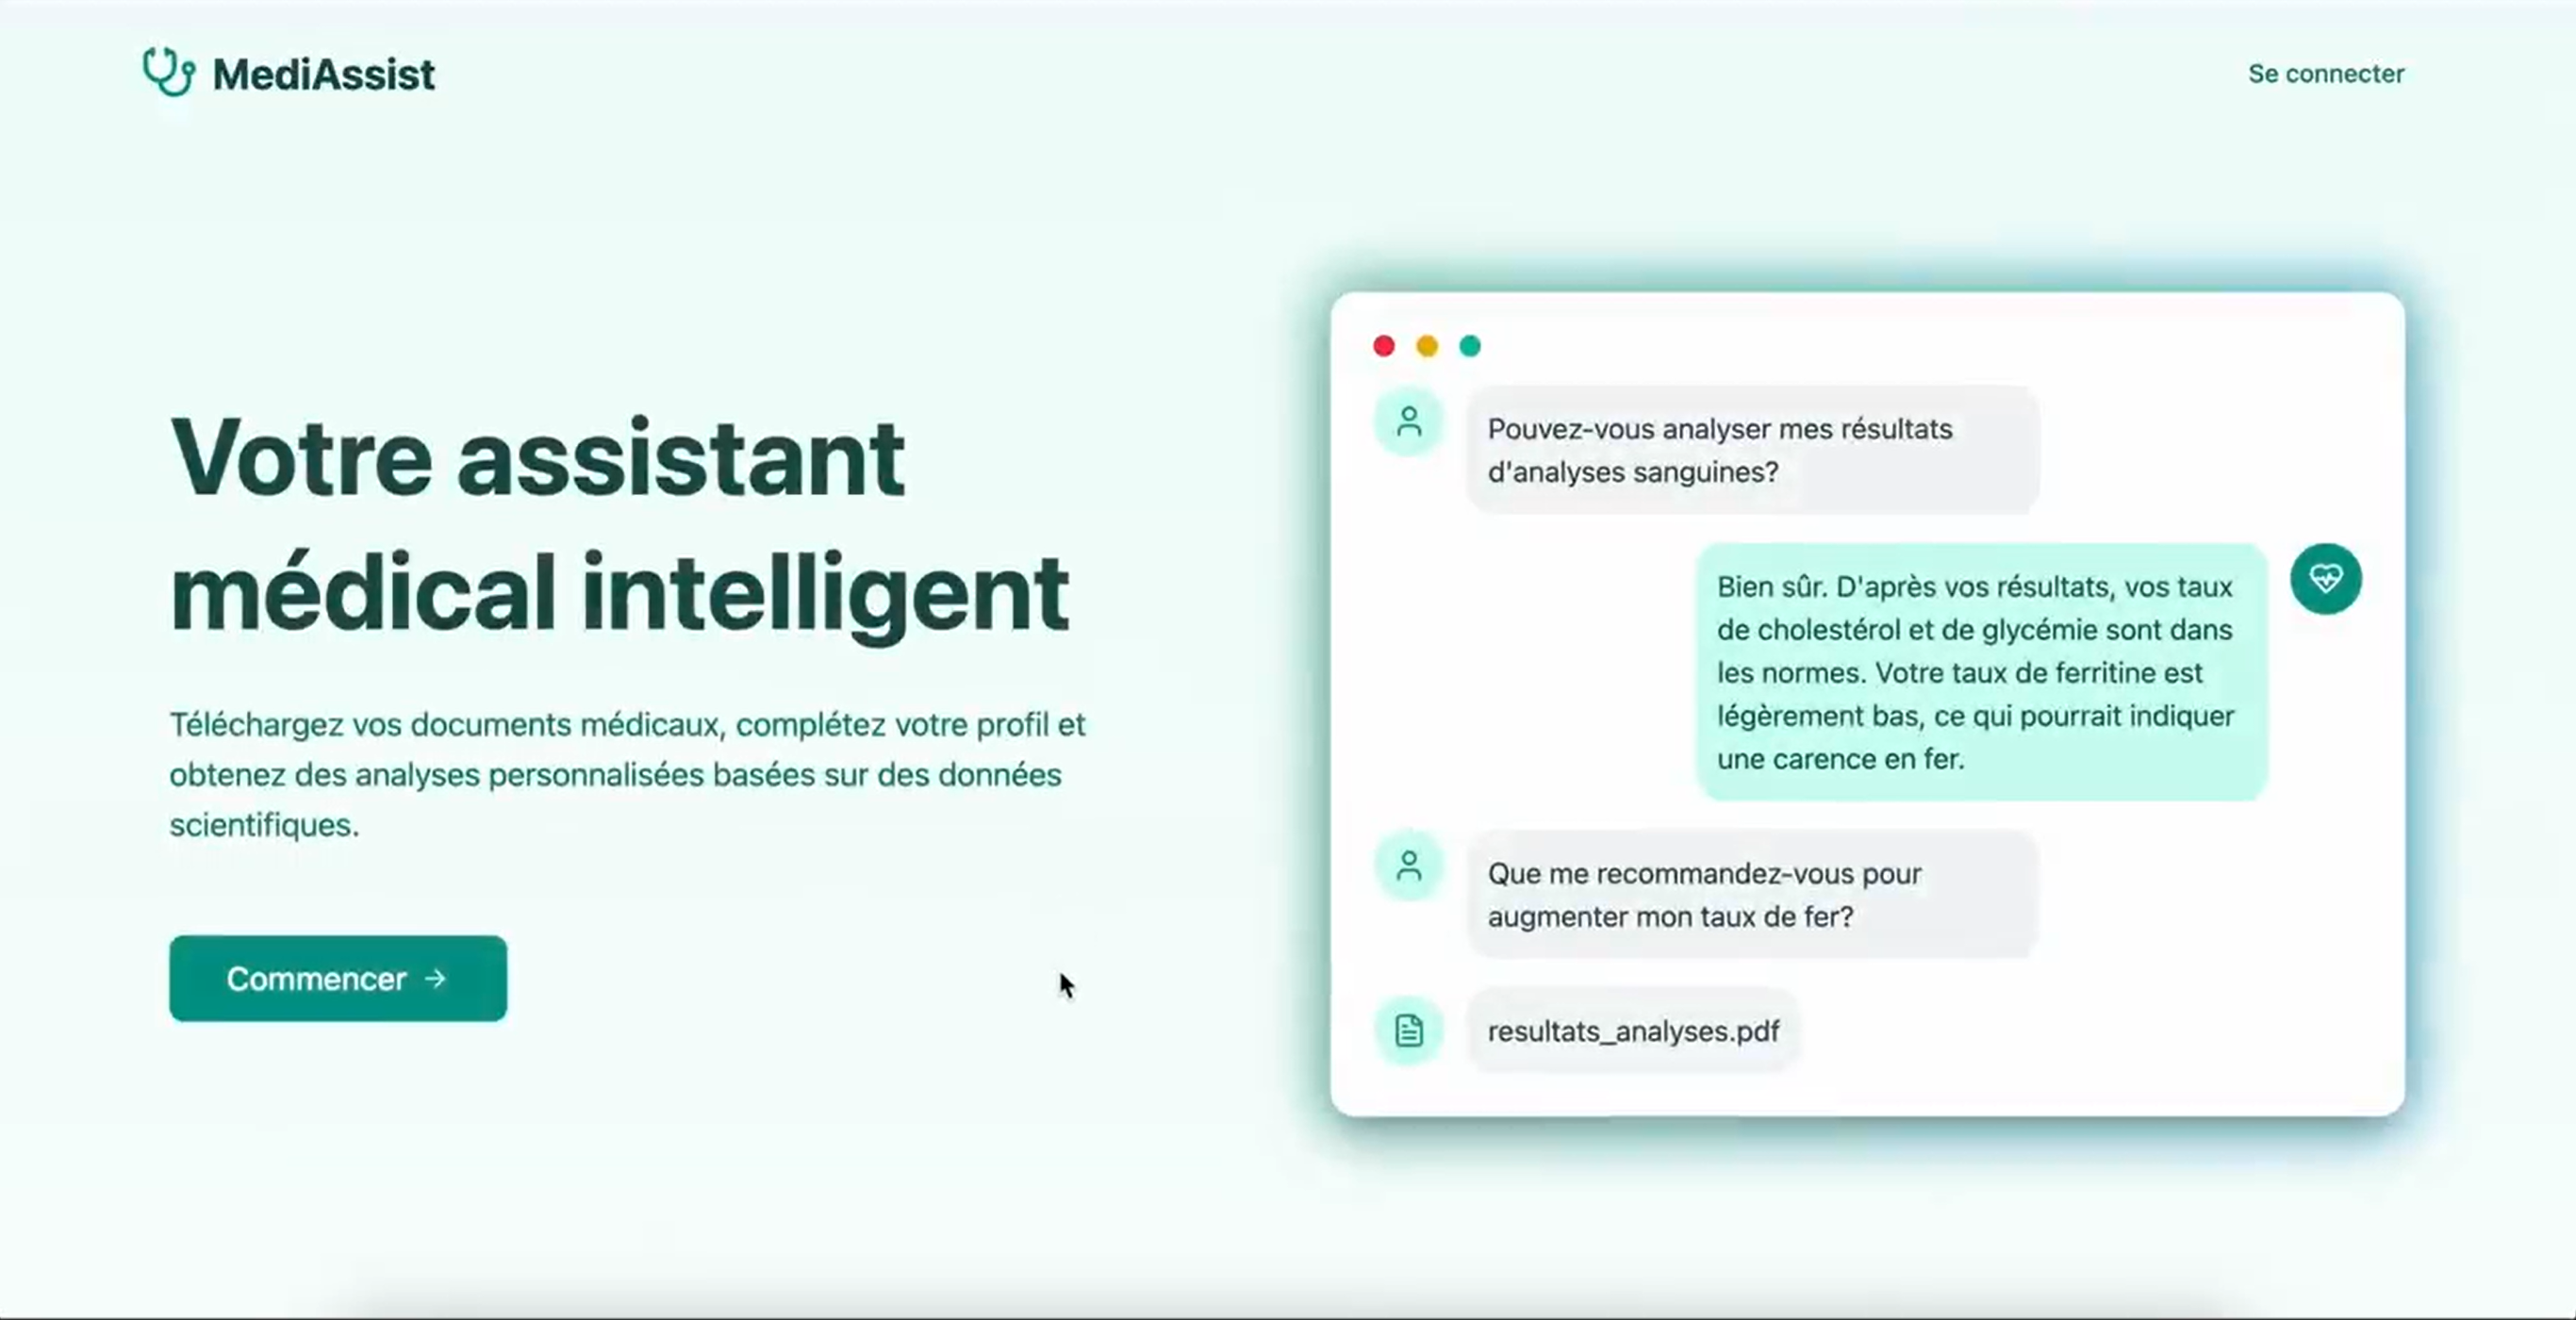 MediAssist
Se connecter
Votre assistant
médical intelligent
Téléchargez vos documents médicaux, complétez votre profil et
obtenez des analyses personnalisées basées sur des données
scientifiques.
Commencer →
Pouvez-vous analyser mes résultats
d'analyses sanguines?
Bien sûr. D'après vos résultats, vos taux
de cholestérol et de glycémie sont dans
les normes. Votre taux de ferritine est
légèrement bas, ce qui pourrait indiquer
une carence en fer.
Que me recommandez-vous pour
augmenter mon taux de fer?
resultats_analyses.pdf